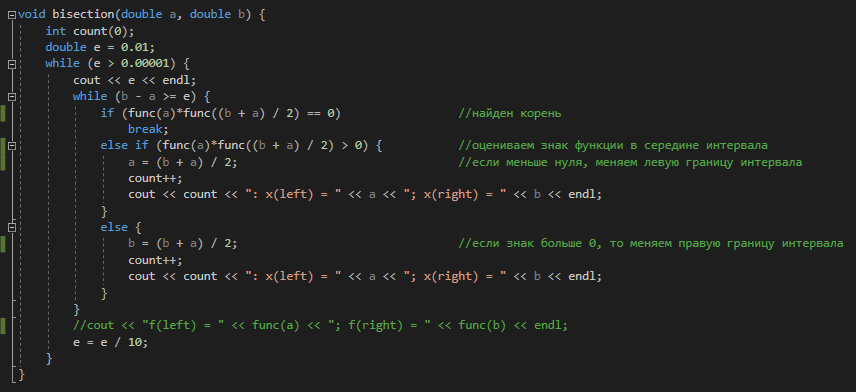 void bisection(double a, double b) {
int count(0);
double e = 0.01;
while (e > 0.00001) {
cout << e << endl;
while (b - a >= e) {
if (func(a)*func((b + a) / 2) == 0) //найден корень
break;
else if (func(a)*func((b + a) / 2) > 0) { //оцениваем знак функции в середине интервала
a = (b + a) / 2; //если меньше нуля, меняем левую границу интервала
count++;
cout << count << ": x(left) = " << a << "; x(right) = " << b << endl;
}
else {
b = (b + a) / 2; //если знак больше 0, то меняем правую границу интервала
count++;
cout << count << ": x(left) = " << a << "; x(right) = " << b << endl;
}
}
//cout << "f(left) = " << func(a) << "; f(right) = " << func(b) << endl;
e = e / 10;
}
}